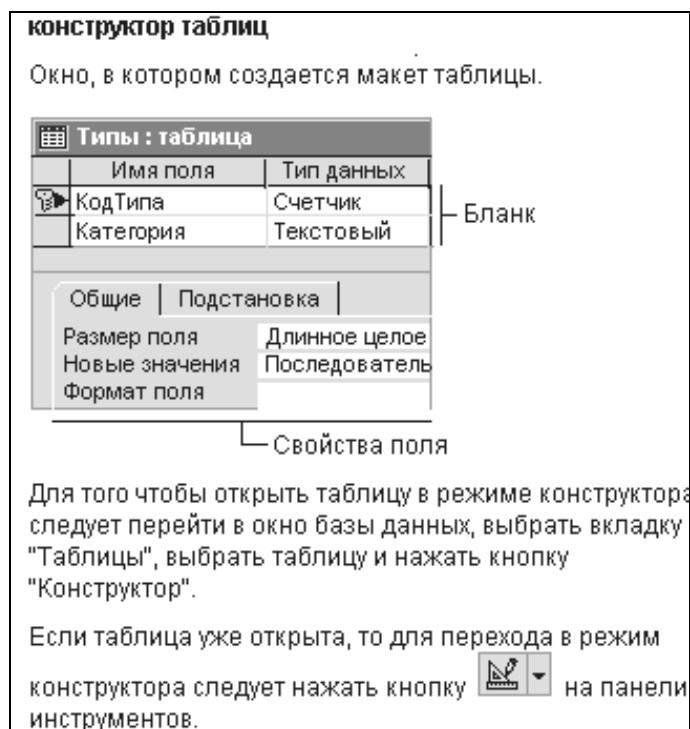 конструктор таблиц
Окно, в котором создается макет таблицы.
Типы : таблица
Имя поля Тип данных
КодТипа Счетчик
Категория Текстовый
Бланк
Общие Подстановка
Размер поля Длинное целое
Новые значения Последователь
Формат поля
Свойства поля
Для того чтобы открыть таблицу в режиме конструктора
следует перейти в окно базы данных, выбрать вкладку
"Таблицы", выбрать таблицу и нажать кнопку
"Конструктор".
Если таблица уже открыта, то для перехода в режим
конструктора следует нажать кнопку на панели
инструментов.